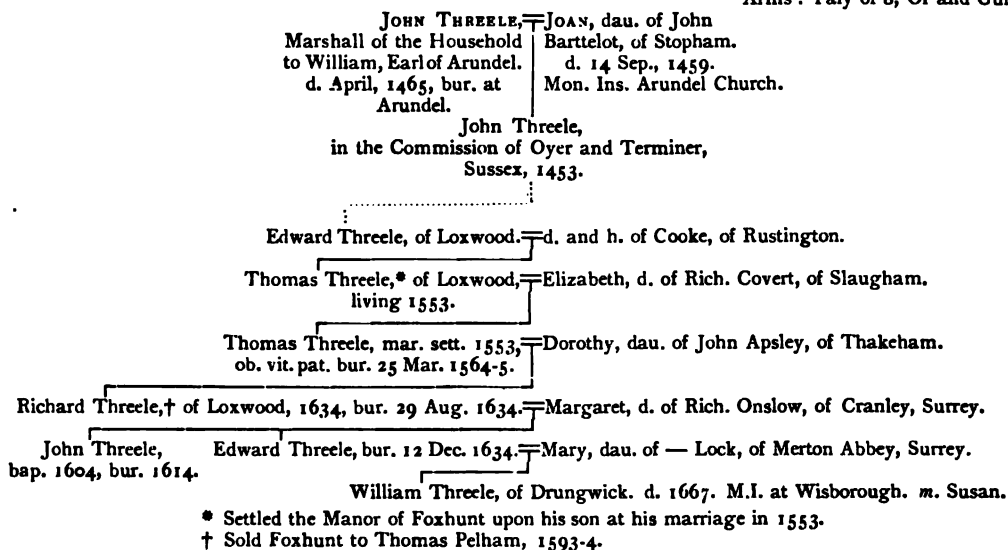 JOHN THREELE, JOAN, dau. of John
Marshall of the Household Barttelot, of Stopham.
to William, Earl of Arundel. d. 14 Sep., 1459.
d. April, 1465, bur. at Mon. Ins. Arundel Church.
Arundel.
John Threele,
in the Commission of Oyer and Terminer,
Sussex, 1453.
Edward Threele, of Loxwood. d. and h. of Cooke, of Rustington.
Thomas Threele,* of Loxwood, Elizabeth, d. of Rich. Covert, of Slaugham.
living 1553.
Thomas Threele, mar. sett. 1553, Dorothy, dau. of John Apsley, of Thakeham.
ob. vit. pat. bur. 25 Mar. 1564-5.
Richard Threele,† of Loxwood, 1634, bur. 29 Aug. 1634. Margaret, d. of Rich. Onslow, of Cranley, Surrey.
John Threele, Edward Threele, bur. 12 Dec. 1634. Mary, dau. of — Lock, of Merton Abbey, Surrey.
bap. 1604, bur. 1614.
William Threele, of Drungwick. d. 1667. M.I. at Wisborough. m. Susan.
* Settled the Manor of Foxhunt upon his son at his marriage in 1553.
† Sold Foxhunt to Thomas Pelham, 1593-4.